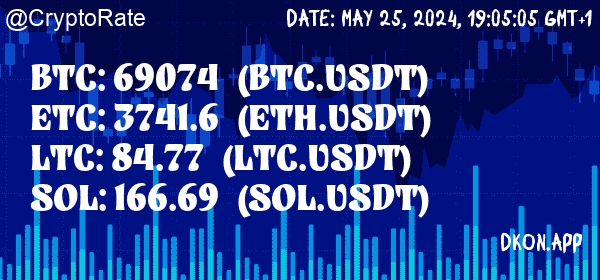 @CryptoRate
DATE: MAY 25, 2024, 19:05:05 GMT+1
BTC: 69074 (BTC.USDT)
ETC: 3741.6 (ETH.USDT)
LTC: 84.77 (LTC.USDT)
SOL: 166.69 (SOL.USDT)
DKON.APP